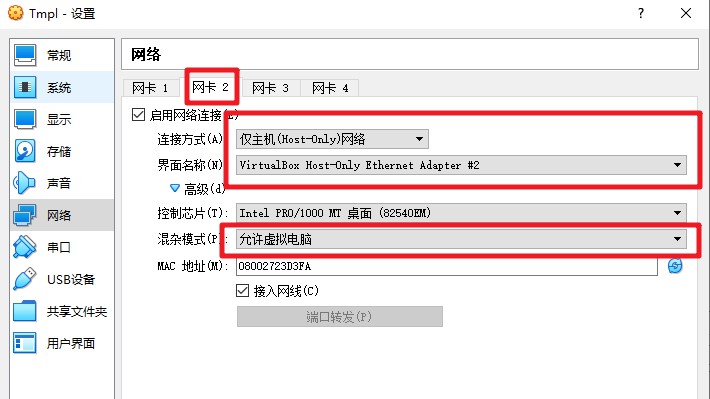 Tmpl - 设置
?
常规
系统
显示
存储
声音
网络
串口
USB设备
共享文件夹
用户界面
网络
网卡 1
网卡 2
网卡 3
网卡 4
启用网络连接(E)
连接方式(A)
仅主机(Host-Only)网络
界面名称(N)
VirtualBox Host-Only Ethernet Adapter #2
高级(d)
控制芯片(T):
Intel PRO/1000 MT 桌面 (82540EM)
混杂模式(P):
允许虚拟电脑
MAC 地址(M):
08002723D3FA
接入网线(C)
端口转发(P)